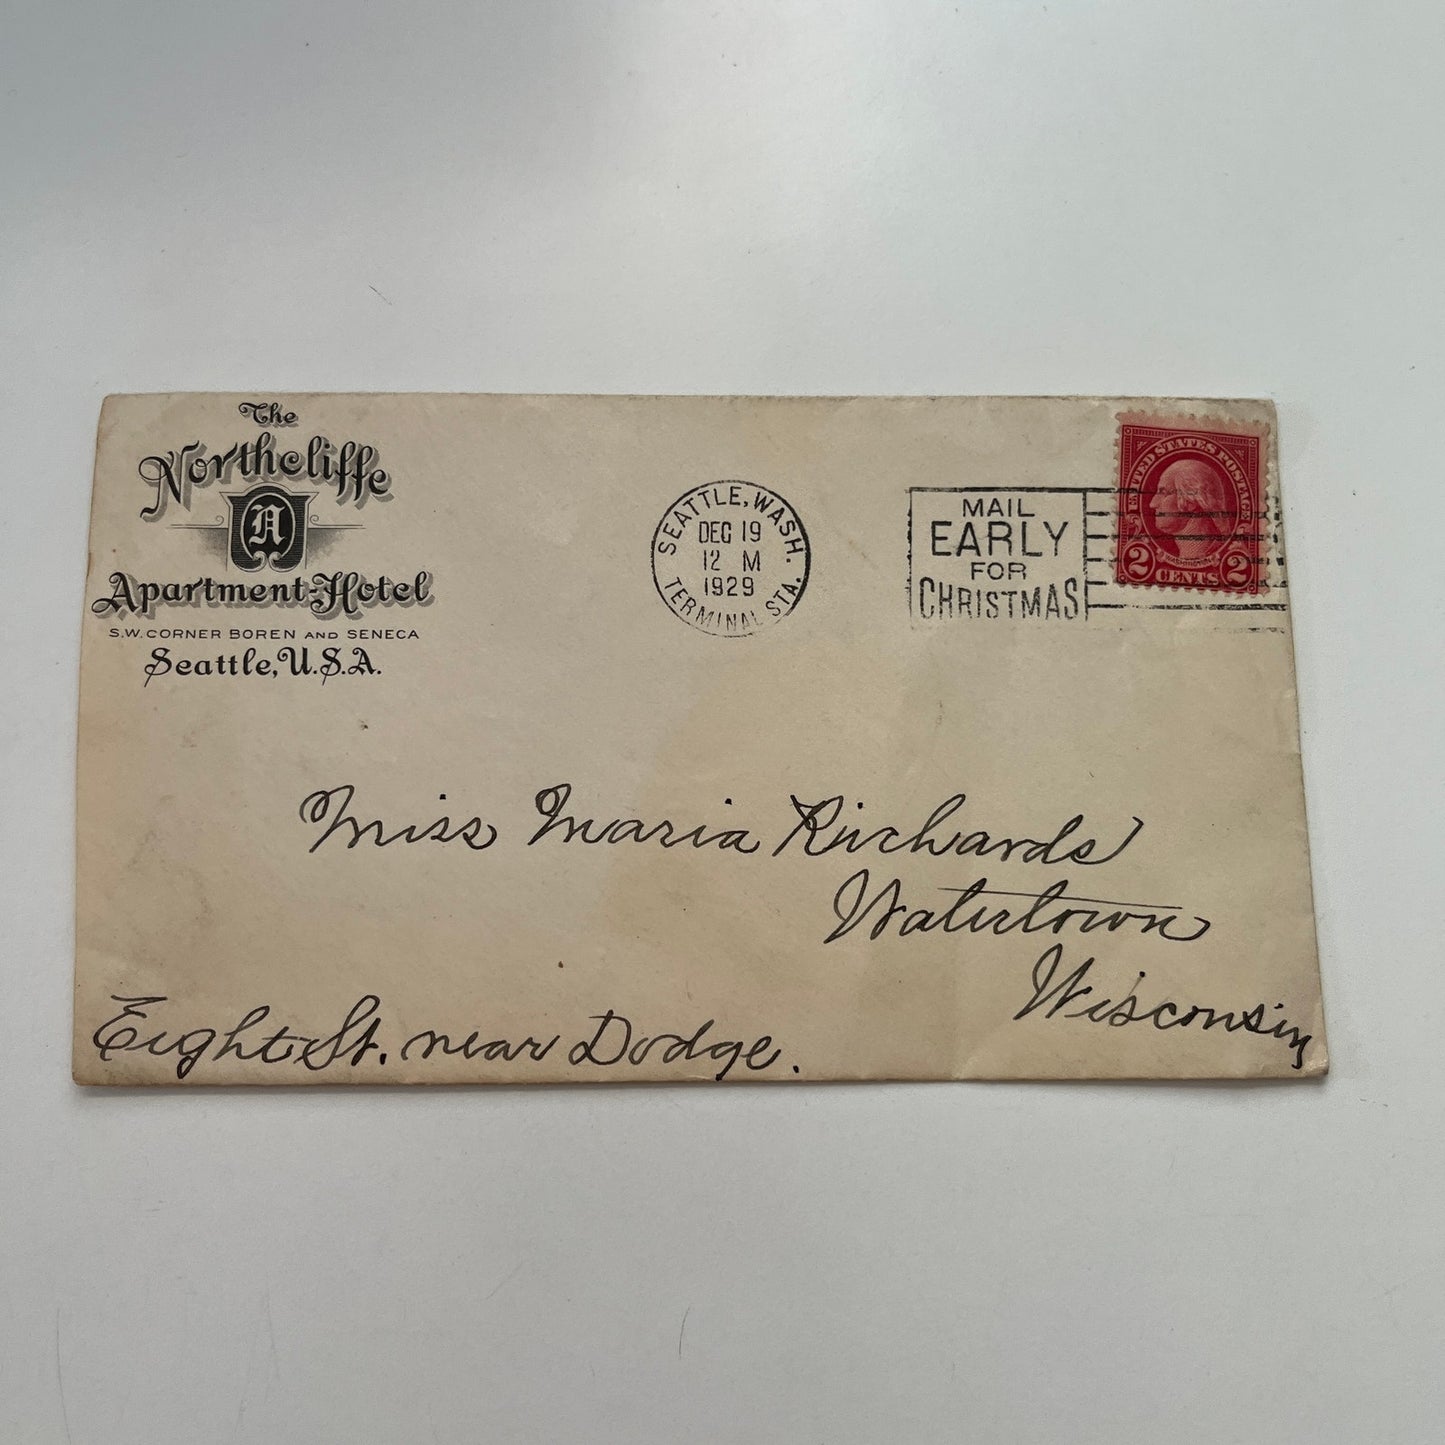 The
Northcliffe
N
Apartment-Hotel
S.W. CORNER BOREN AND SENECA
Seattle, U.S.A.
SEATTLE, WASH.
DEC 19
12 M
1929
TERMINAL STA.
MAIL
EARLY
FOR
CHRISTMAS
UNITED STATES POSTAGE
WASHINGTON
2 CENTS 2
Miss Maria Richards
Watertown
Wisconsin
Eight St. near Dodge.